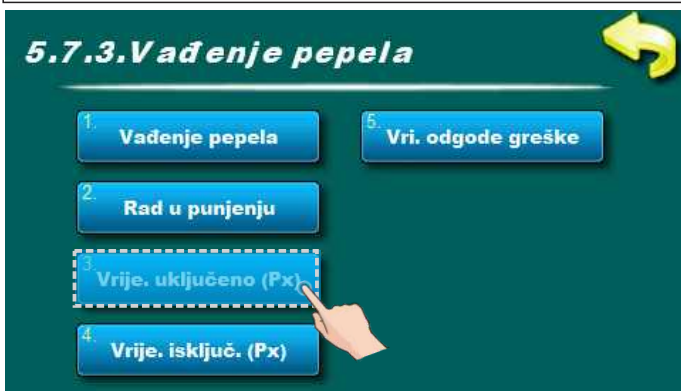 5.7.3.Vađenje pepela
1.
Vađenje pepela
2.
Rad u punjenju
3.
Vrije. uključeno (Px)
4.
Vrije. isključ. (Px)
5.
Vri. odgode greške